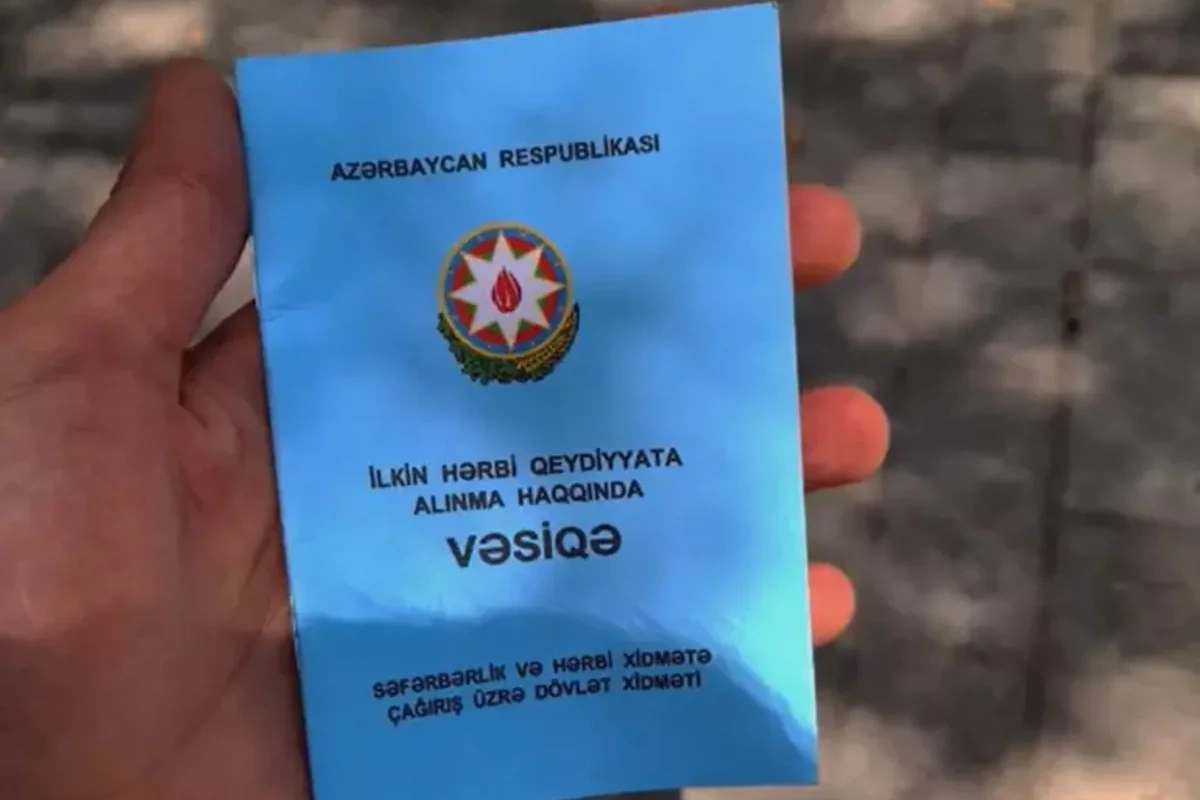 AZƏRBAYCAN RESPUBLİKASI
İLKİN HƏRBİ QEYDİYYATA
ALINMA HAQQINDA
VƏSİQƏ
SƏFƏRBƏRLİK VƏ HƏRBİ XİDMƏTƏ
ÇAĞIRIŞ ÜZRƏ DÖVLƏT XİDMƏTİ